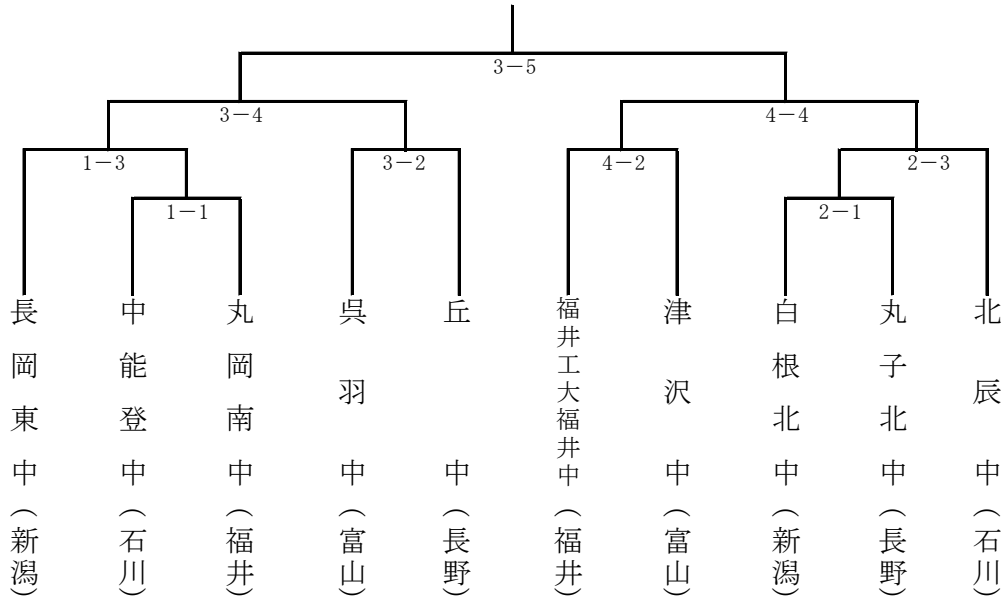 3－5
3－4
4－4
1－3
3－2
4－2
2－3
1－1
2－1
長岡東中（新潟）
中能登中（石川）
丸岡南中（福井）
呉羽中（富山）
丘中（長野）
福井工大福井中（福井）
津沢中（富山）
白根北中（新潟）
丸子北中（長野）
北辰中（石川）